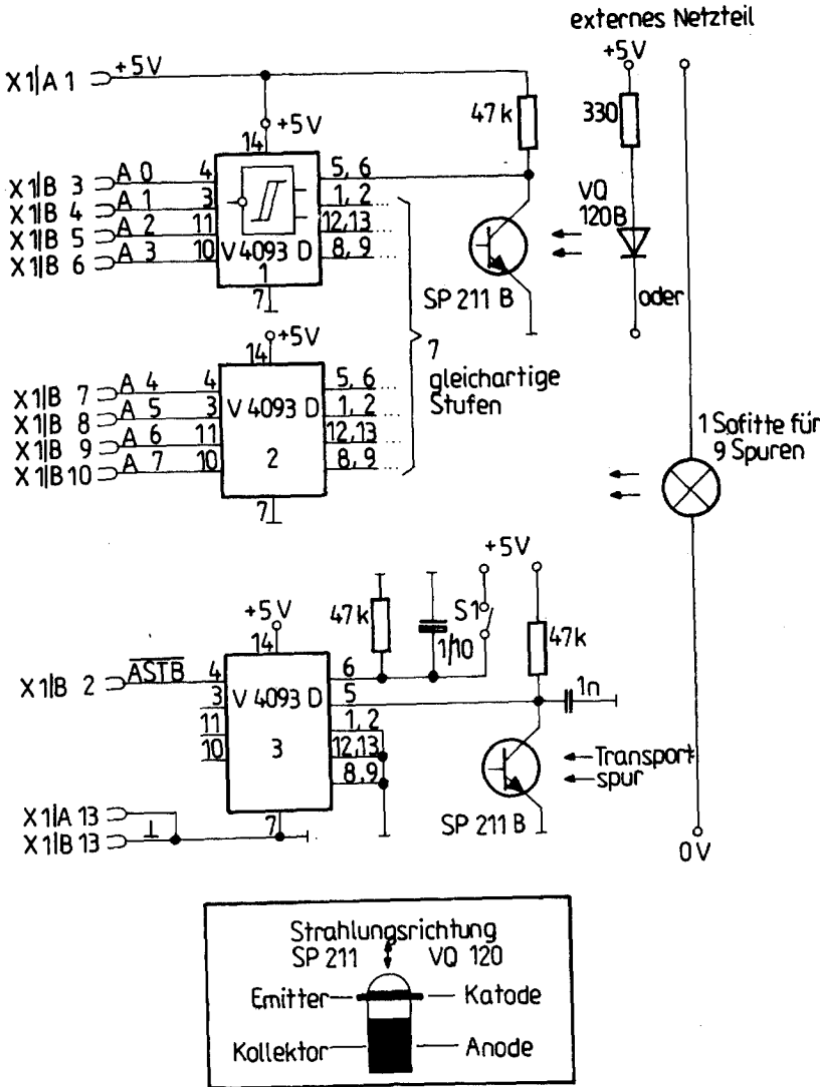 externes Netzteil
+5V
X1|A 1 +5V
47k
330
+5V
14
X1|B 3 A 0 4 5, 6
X1|B 4 A 1 3 1, 2 ...
X1|B 5 A 2 11 12,13 ...
X1|B 6 A 3 10 V 4093 D 8, 9 ...
1
7
VQ
120B
SP 211 B
oder
+5V
14
7
gleichartige
Stufen
X1|B 7 A 4 4 5, 6 ...
X1|B 8 A 5 3 V 4093 D 1, 2 ...
X1|B 9 A 6 11 12,13 ...
X1|B 10 A 7 10 2 8, 9 ...
7
1 Sofitte für
9 Spuren
+5V
+5V
14
47k
1/10
S1
47k
X1|B 2 ASTB 4 6
3 V 4093 D 5
1n
11 1, 2
10 3 12,13
8, 9
Transport-
spur
X1|A 13
X1|B 13 ⊥
7
SP 211 B
0V
Strahlungsrichtung
SP 211 VQ 120
Emitter Katode
Kollektor Anode